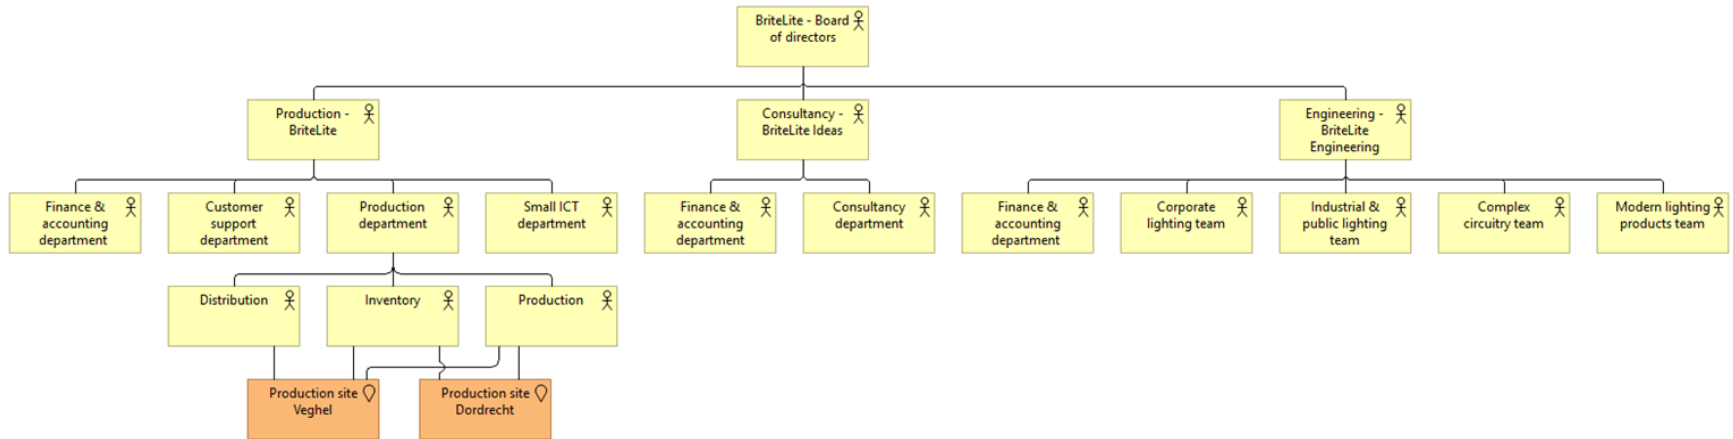 BriteLite - Board
of directors
Production -
BriteLite
Consultancy -
BriteLite Ideas
Engineering -
BriteLite
Engineering
Finance &
accounting
department
Customer
support
department
Production
department
Small ICT
department
Finance &
accounting
department
Consultancy
department
Finance &
accounting
department
Corporate
lighting team
Industrial &
public lighting
team
Complex
circuitry team
Modern lighting
products team
Distribution
Inventory
Production
Production site
Veghel
Production site
Dordrecht